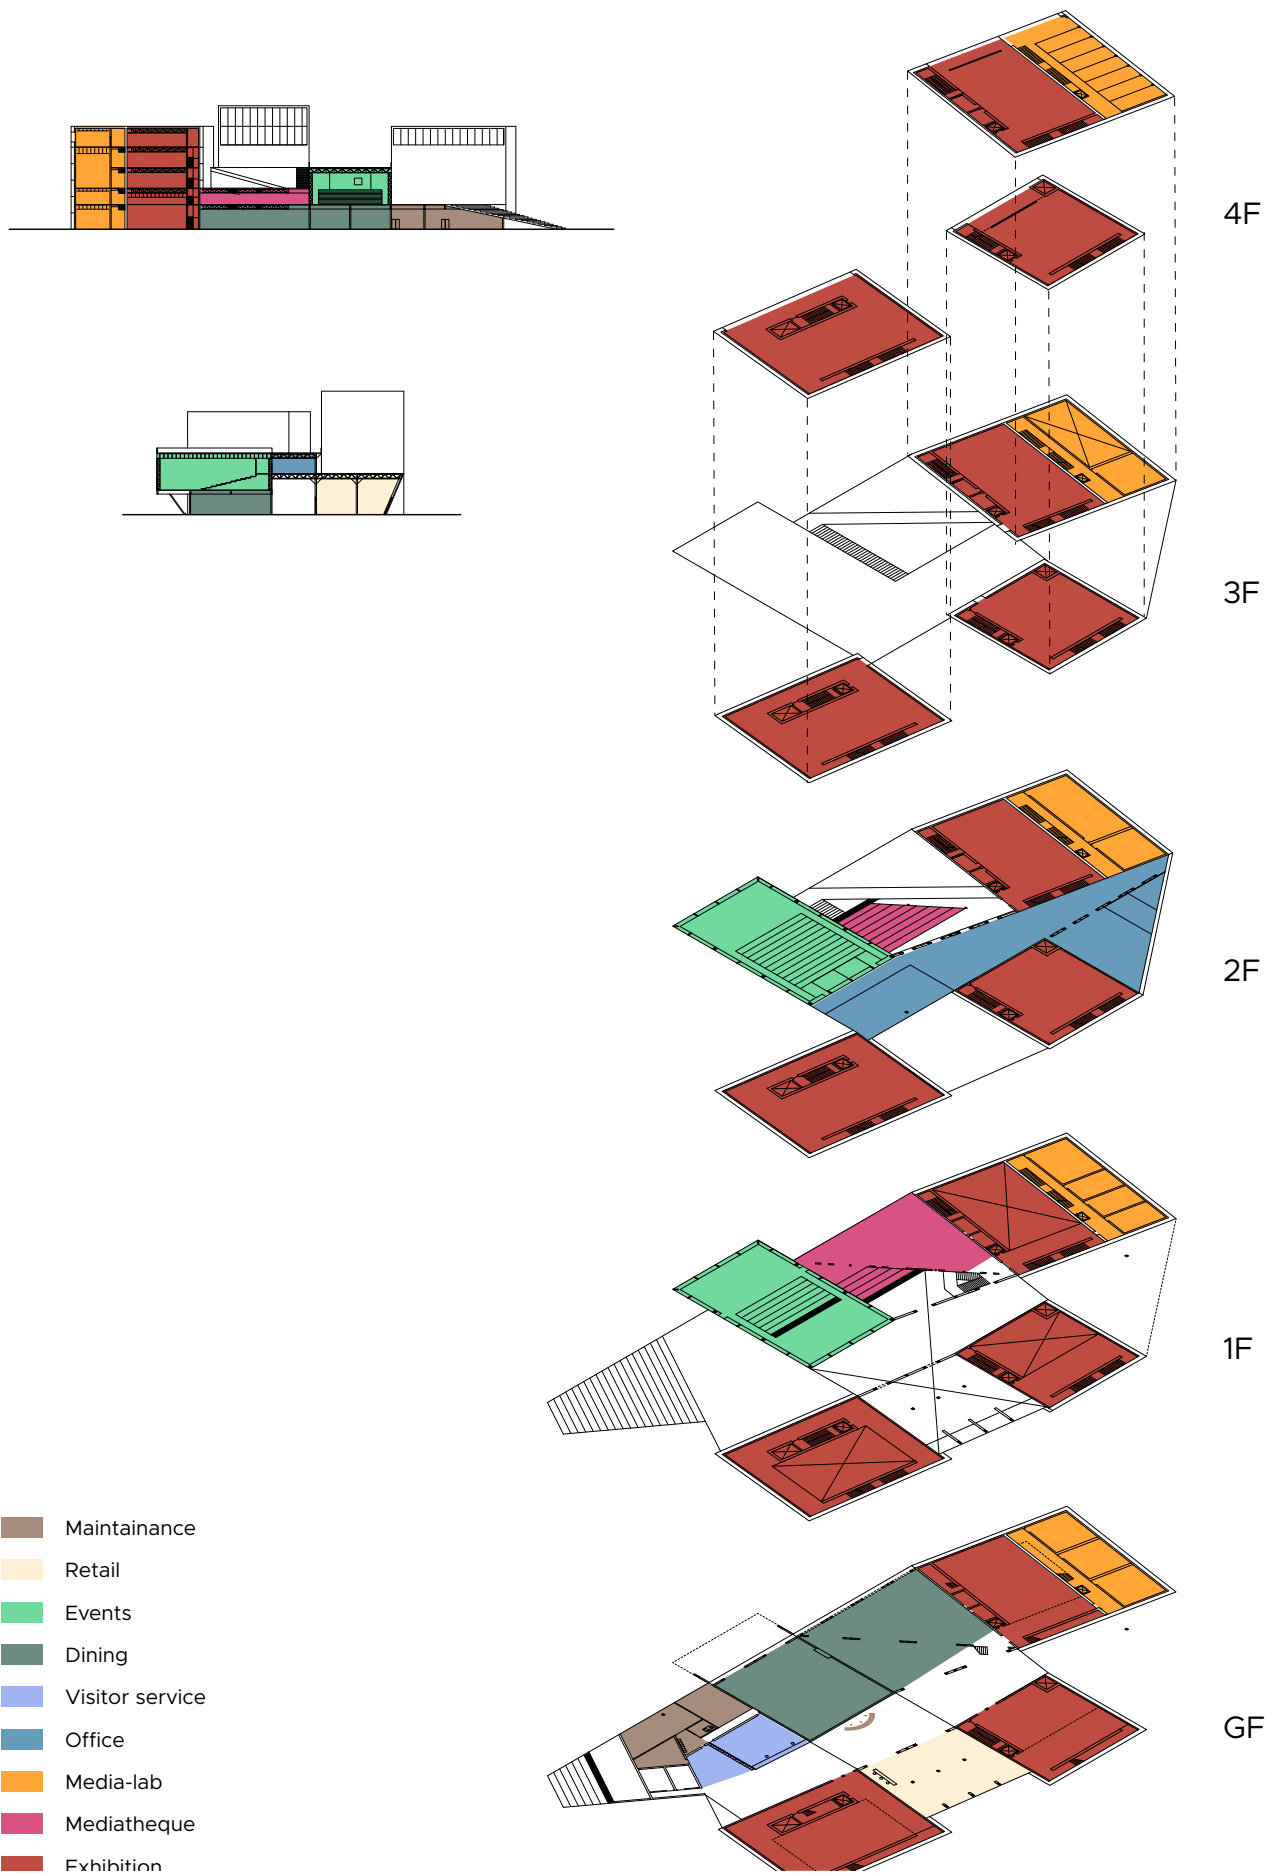 4F
3F
2F
1F
GF
Maintainance
Retail
Events
Dining
Visitor service
Office
Media-lab
Mediatheque
Exhibition